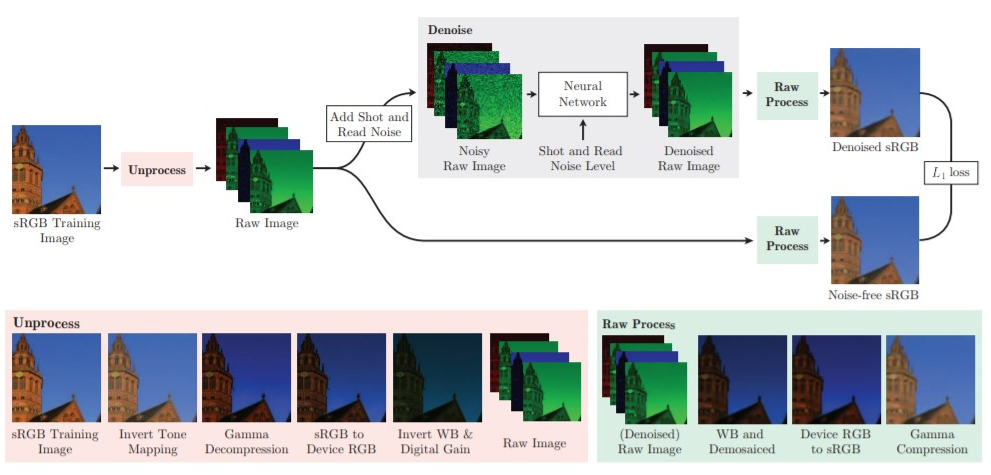 Denoise
Add Shot and
Read Noise
Neural
Network
Noisy
Raw Image
Shot and Read
Noise Level
Denoised
Raw Image
Raw
Process
Denoised sRGB
sRGB Training
Image
Unprocess
Raw Image
L1 loss
Raw
Process
Noise-free sRGB
Unprocess
sRGB Training
Image
Invert Tone
Mapping
Gamma
Decompression
sRGB to
Device RGB
Invert WB &
Digital Gain
Raw Image
Raw Process
(Denoised)
Raw Image
WB and
Demosaiced
Device RGB
to sRGB
Gamma
Compression